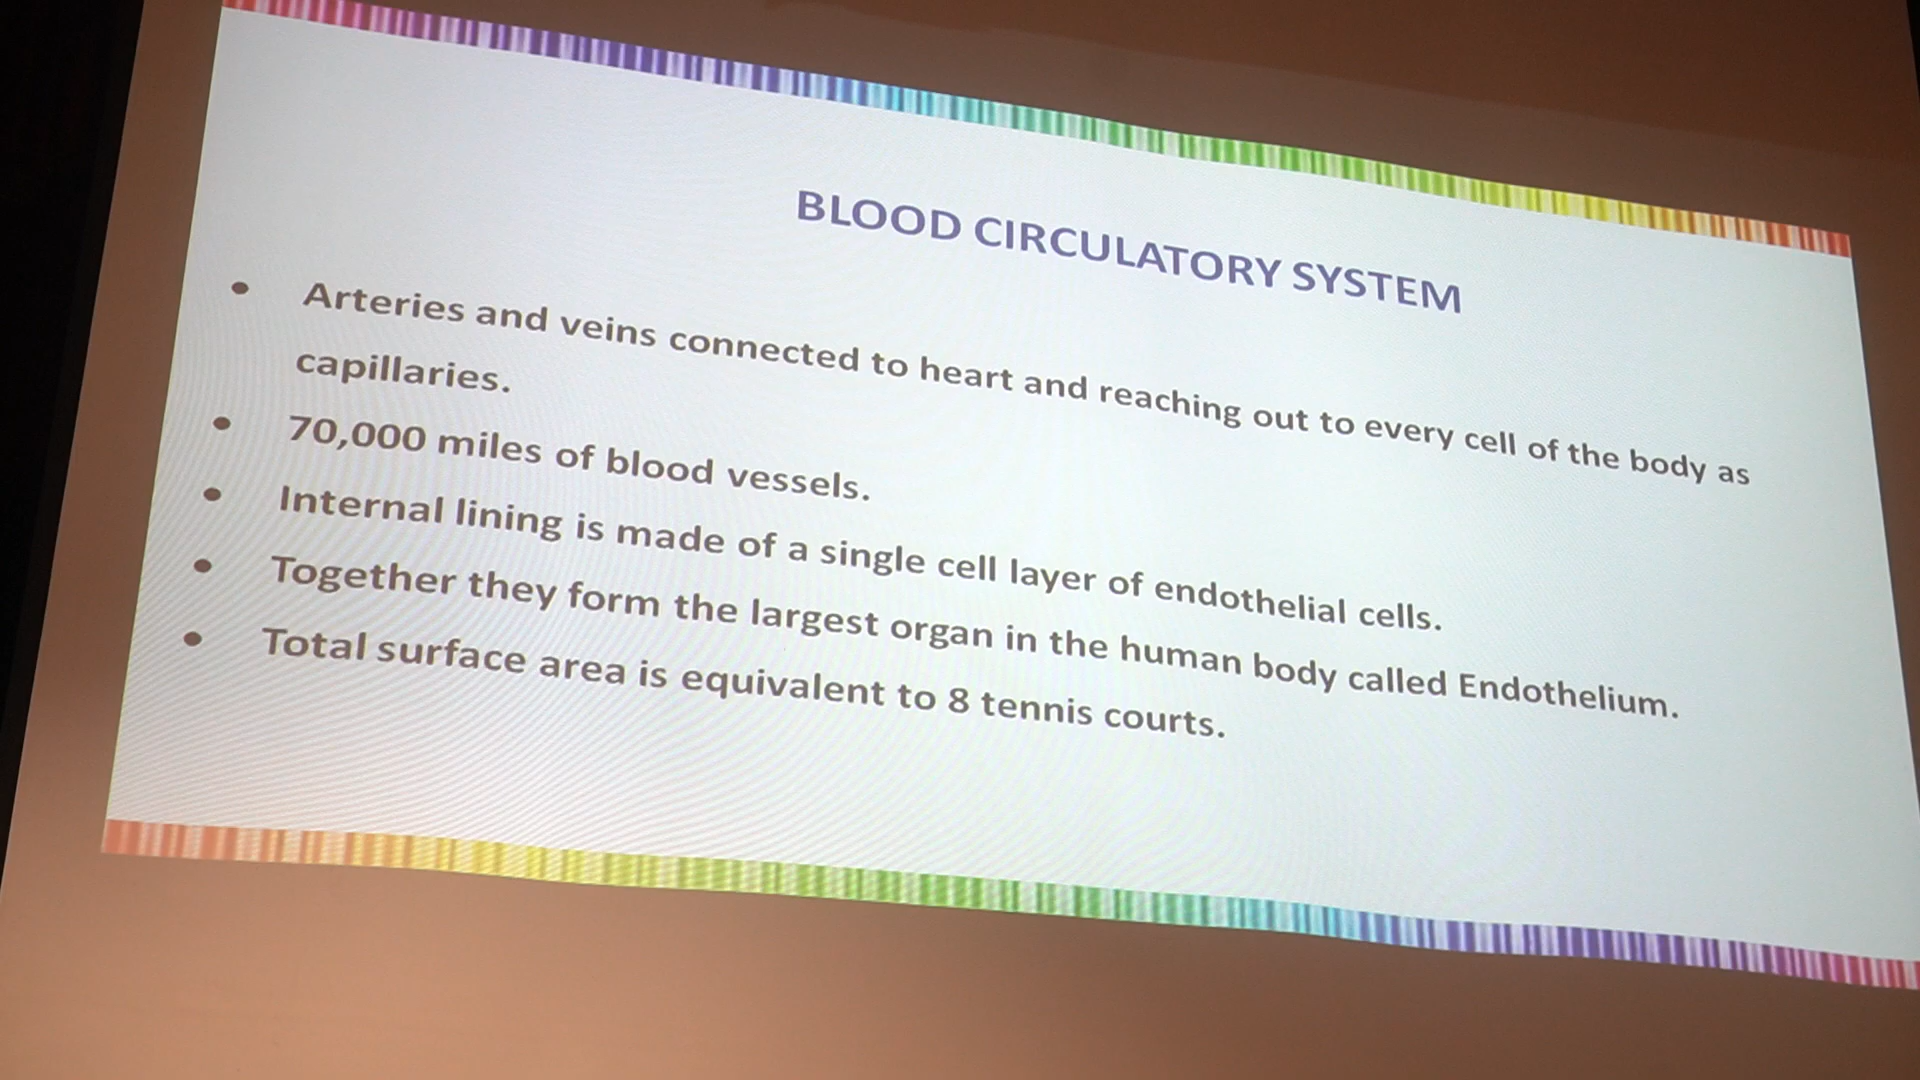 BLOOD CIRCULATORY SYSTEM
• Arteries and veins connected to heart and reaching out to every cell of the body as
capillaries.
• 70,000 miles of blood vessels.
• Internal lining is made of a single cell layer of endothelial cells.
• Together they form the largest organ in the human body called Endothelium.
• Total surface area is equivalent to 8 tennis courts.